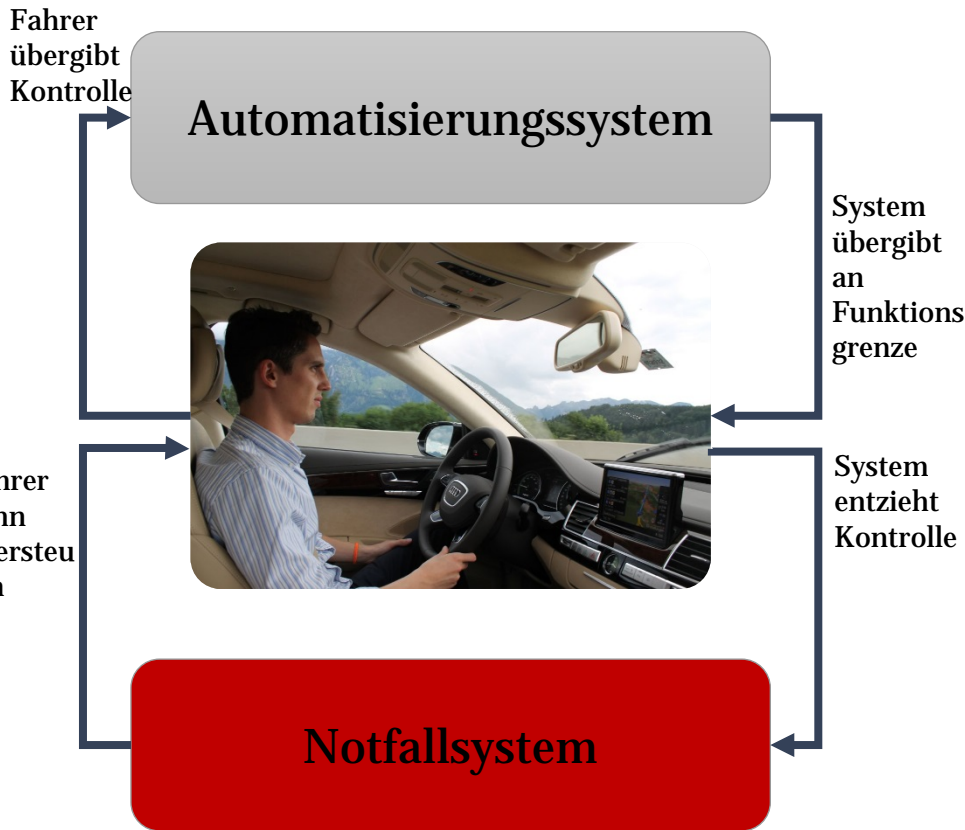 Fahrer
übergibt
Kontrolle
Automatisierungssystem
System
übergibt
an
Funktions
grenze
System
entzieht
Kontrolle
Notfallsystem